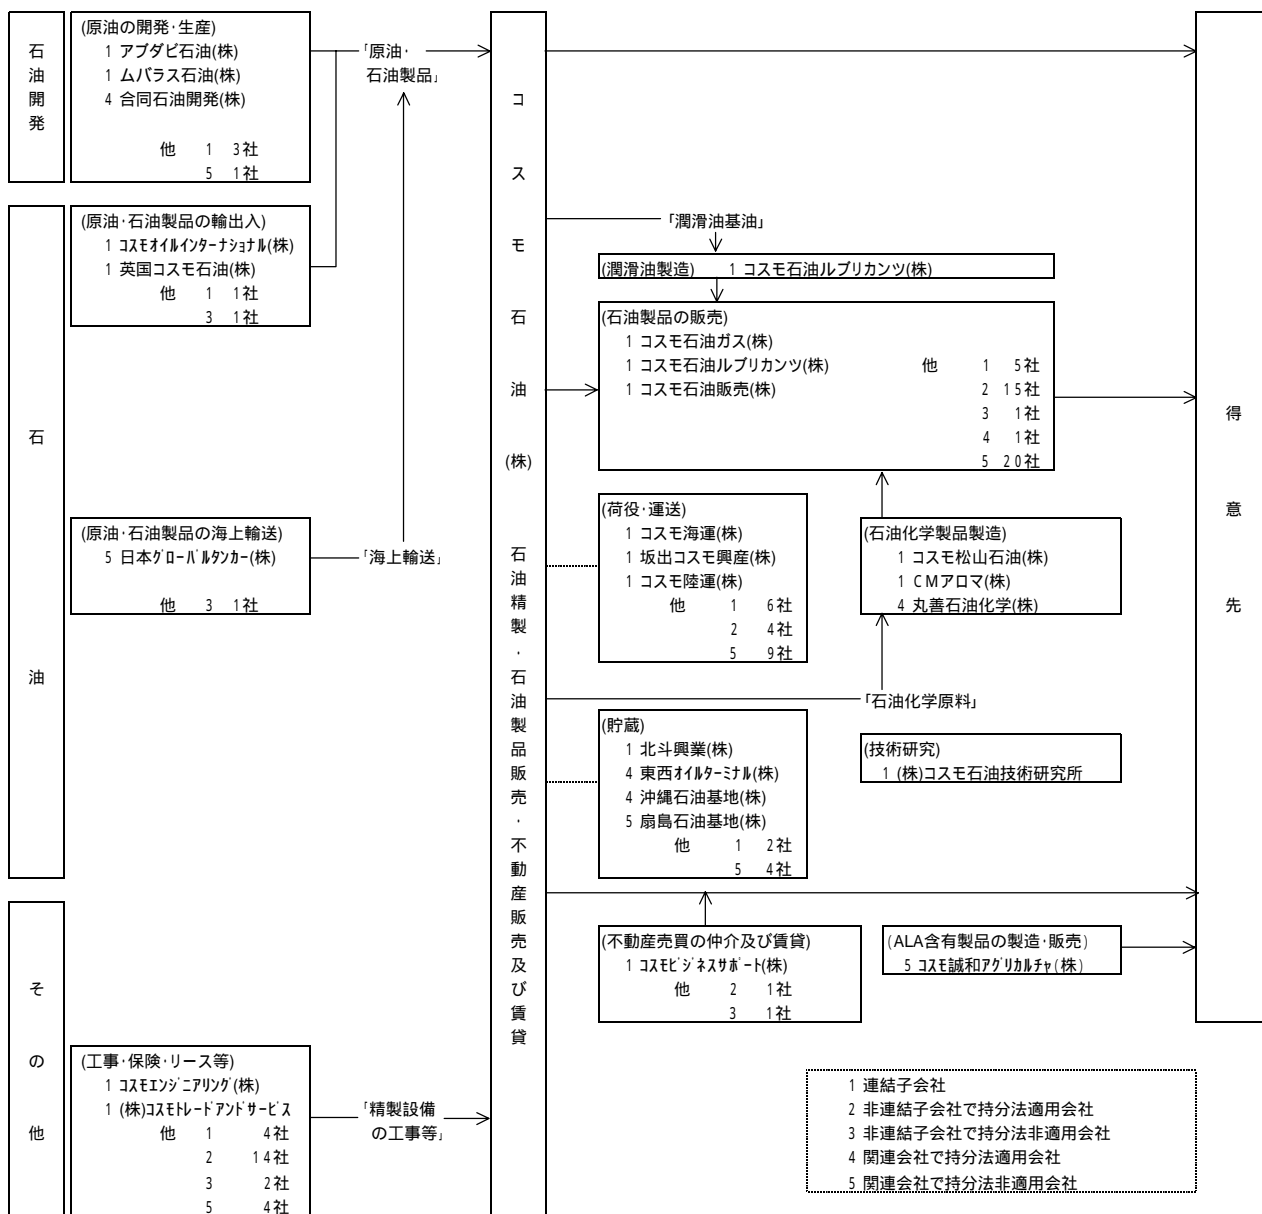 石油開発
(原油の開発・生産)
1 アブダビ石油(株)
1 ムバラス石油(株)
4 合同石油開発(株)
他 1 3社
5 1社
「原油・
石油製品」
石油
(原油・石油製品の輸出入)
1 ｺｽﾓｵｲﾙｲﾝﾀｰﾅｼｮﾅﾙ(株)
1 英国コスモ石油(株)
他 1 1社
3 1社
(原油・石油製品の海上輸送)
5 日本ｸﾞﾛｰﾊﾞﾙﾀﾝｶｰ(株)
他 3 1社
「海上輸送」
その他
(工事・保険・リース等)
1 ｺｽﾓｴﾝｼﾞﾆｱﾘﾝｸﾞ(株)
1 (株)ｺｽﾓﾄﾚｰﾄﾞｱﾝﾄﾞｻｰﾋﾞｽ
他 1 4社
2 14社
3 2社
5 4社
「精製設備
の工事等」
コスモ石油(株)
石油精製・石油製品販売・不動産販売及び賃貸
「潤滑油基油」
(潤滑油製造) 1 コスモ石油ルブリカンツ(株)
(石油製品の販売)
1 コスモ石油ガス(株)
1 コスモ石油ルブリカンツ(株) 他 1 5社
1 コスモ石油販売(株) 2 15社
3 1社
4 1社
5 20社
(荷役・運送)
1 コスモ海運(株)
1 坂出コスモ興産(株)
1 コスモ陸運(株)
他 1 6社
2 4社
5 9社
(石油化学製品製造)
1 コスモ松山石油(株)
1 CMアロマ(株)
4 丸善石油化学(株)
「石油化学原料」
(貯蔵)
1 北斗興業(株)
4 東西ｵｲﾙﾀｰﾐﾅﾙ(株)
4 沖縄石油基地(株)
5 扇島石油基地(株)
他 1 2社
5 4社
(技術研究)
1 (株)コスモ石油技術研究所
(不動産売買の仲介及び賃貸)
1 ｺｽﾓﾋﾞｼﾞﾈｽｻﾎﾟｰﾄ(株)
他 2 1社
3 1社
(ALA含有製品の製造・販売)
5 ｺｽﾓ誠和ｱｸﾞﾘｶﾙﾁｬ(株)
得意先
1 連結子会社
2 非連結子会社で持分法適用会社
3 非連結子会社で持分法非適用会社
4 関連会社で持分法適用会社
5 関連会社で持分法非適用会社